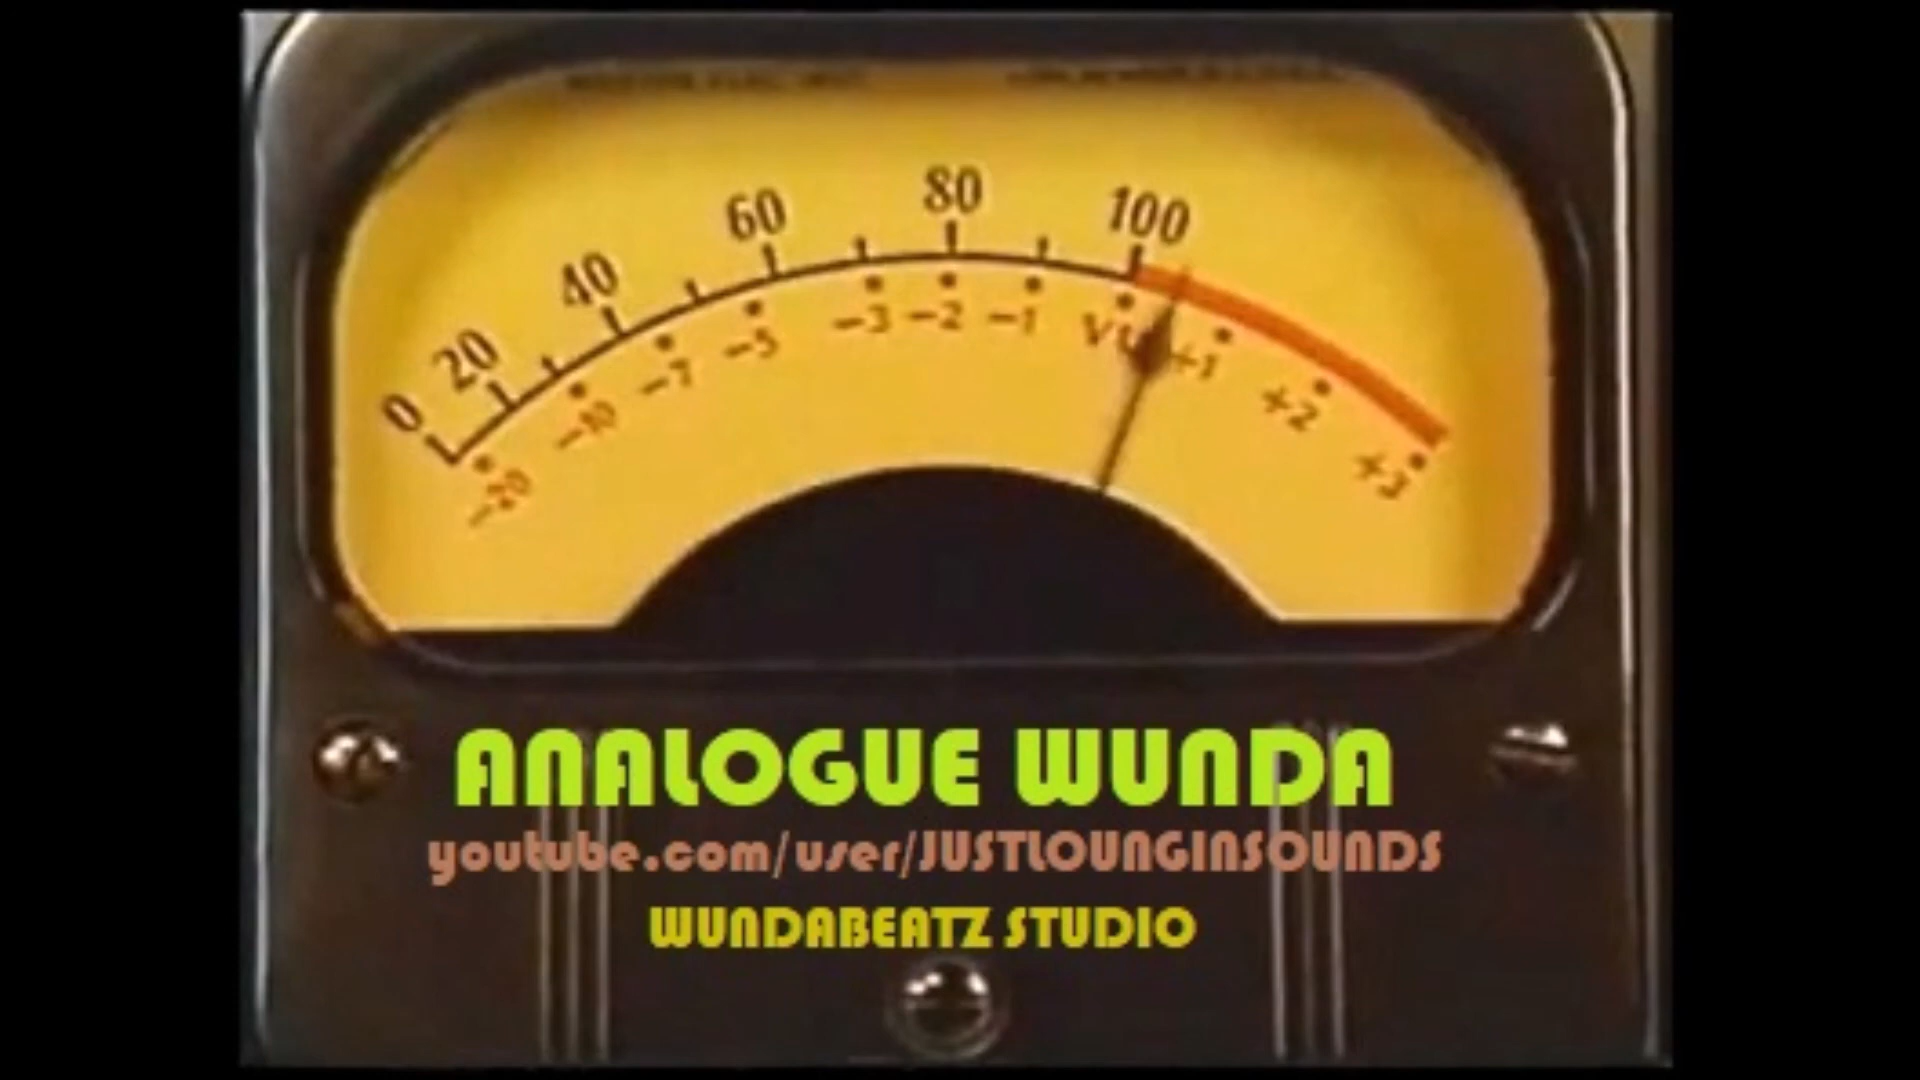 0 20 40 60 80 100
-20 -10 -7 -5 -3 -2 -1 VU +1 +2 +3
ANALOGUE WUNDA
youtube.com/user/JUSTLOUNGINSOUNDS
WUNDABEATZ STUDIO